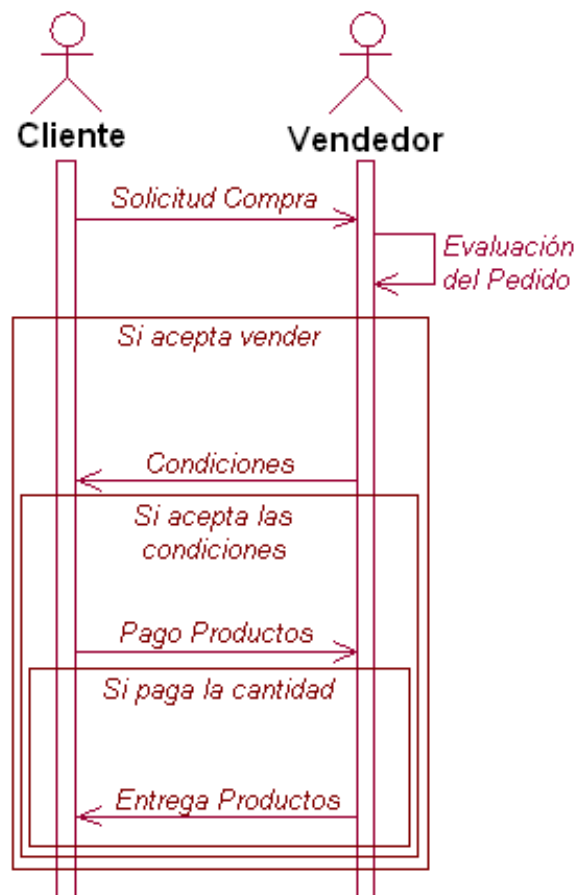 Cliente
Vendedor
Solicitud Compra
Evaluación
del Pedido
Si acepta vender
Condiciones
Si acepta las
condiciones
Pago Productos
Si paga la cantidad
Entrega Productos